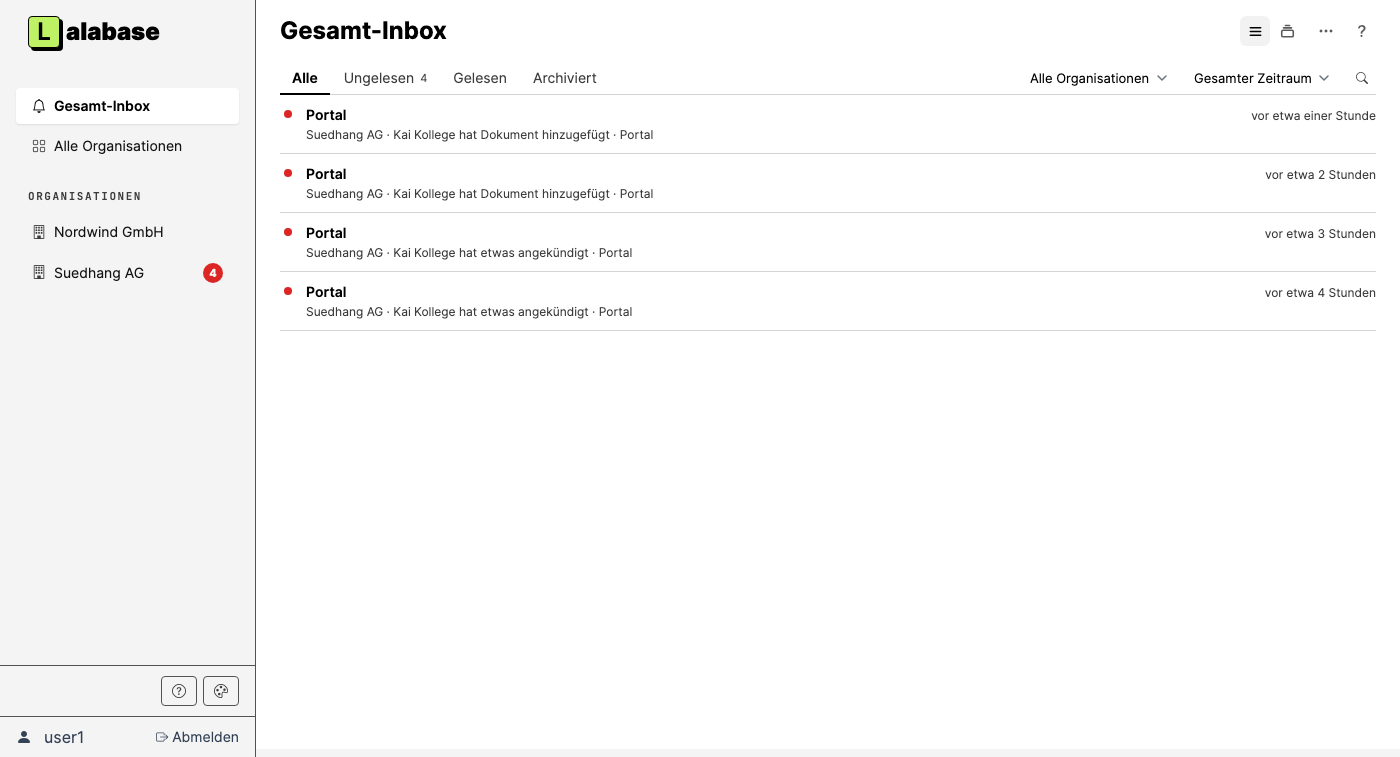 Lalabase
Gesamt-Inbox
Alle Organisationen
ORGANISATIONEN
Nordwind GmbH
Suedhang AG 4
user1 Abmelden
Gesamt-Inbox ?
Alle Ungelesen 4 Gelesen Archiviert Alle Organisationen Gesamter Zeitraum
Portal vor etwa einer Stunde
Suedhang AG · Kai Kollege hat Dokument hinzugefügt · Portal
Portal vor etwa 2 Stunden
Suedhang AG · Kai Kollege hat Dokument hinzugefügt · Portal
Portal vor etwa 3 Stunden
Suedhang AG · Kai Kollege hat etwas angekündigt · Portal
Portal vor etwa 4 Stunden
Suedhang AG · Kai Kollege hat etwas angekündigt · Portal